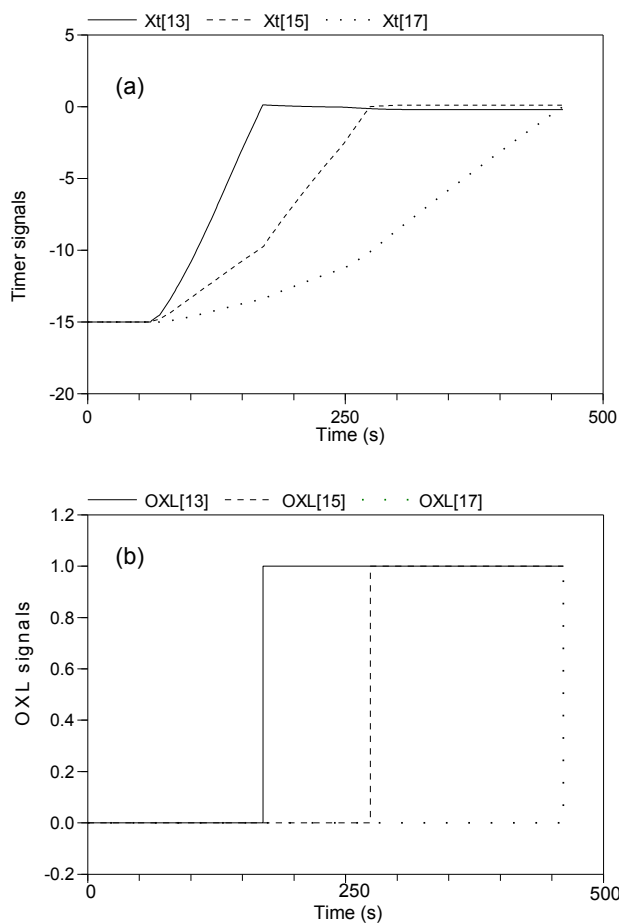 Xt[13] Xt[15] Xt[17]
5
(a)
0
-5
-10
-15
-20
Timer signals
0 250 500
Time (s)
OXL[13] OXL[15] OXL[17]
1.2
(b)
1.0
0.8
0.6
0.4
0.2
0.0
-0.2
OXL signals
0 250 500
Time (s)